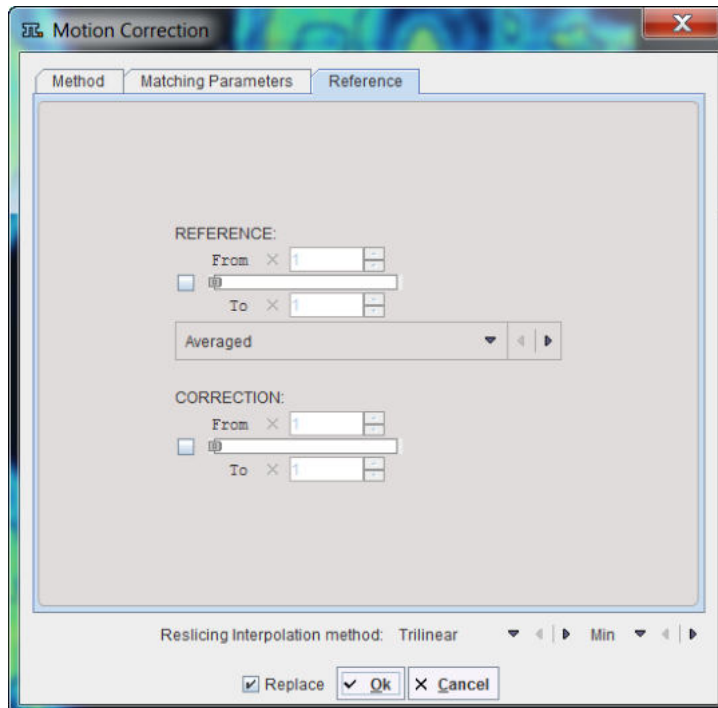 Motion Correction
Method Matching Parameters Reference
REFERENCE:
From 1
To 1
Averaged
CORRECTION:
From 1
To 1
Reslicing Interpolation method: Trilinear Min
Replace Ok Cancel